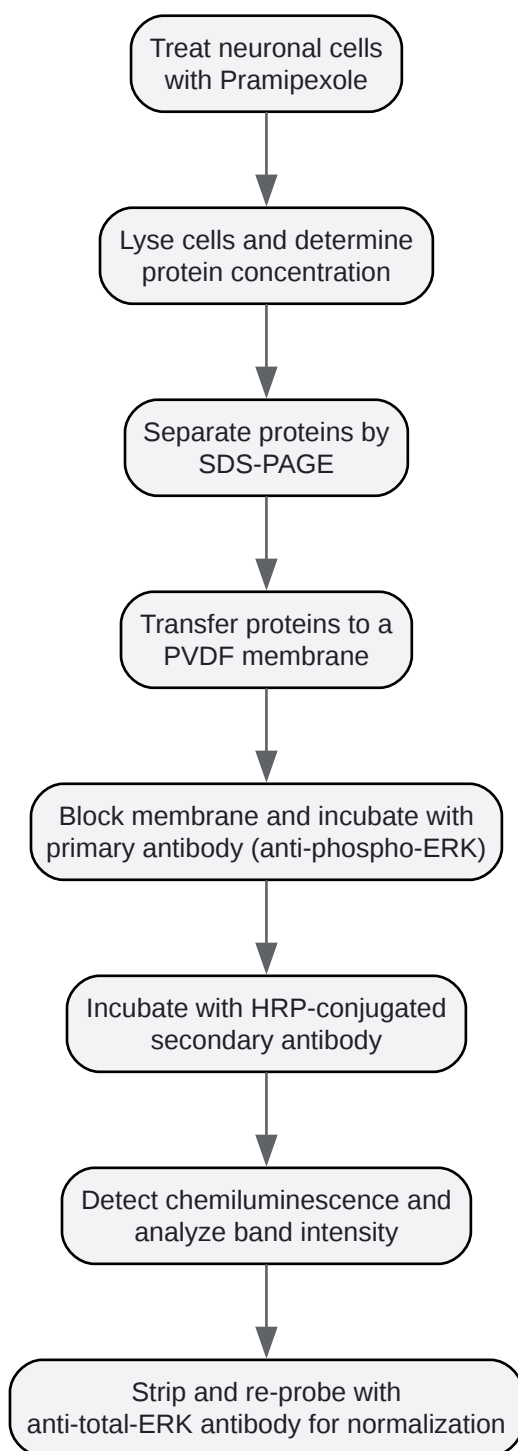 Treat neuronal cells
with Pramipexole
Lyse cells and determine
protein concentration
Separate proteins by
SDS-PAGE
Transfer proteins to a
PVDF membrane
Block membrane and incubate with
primary antibody (anti-phospho-ERK)
Incubate with HRP-conjugated
secondary antibody
Detect chemiluminescence and
analyze band intensity
Strip and re-probe with
anti-total-ERK antibody for normalization